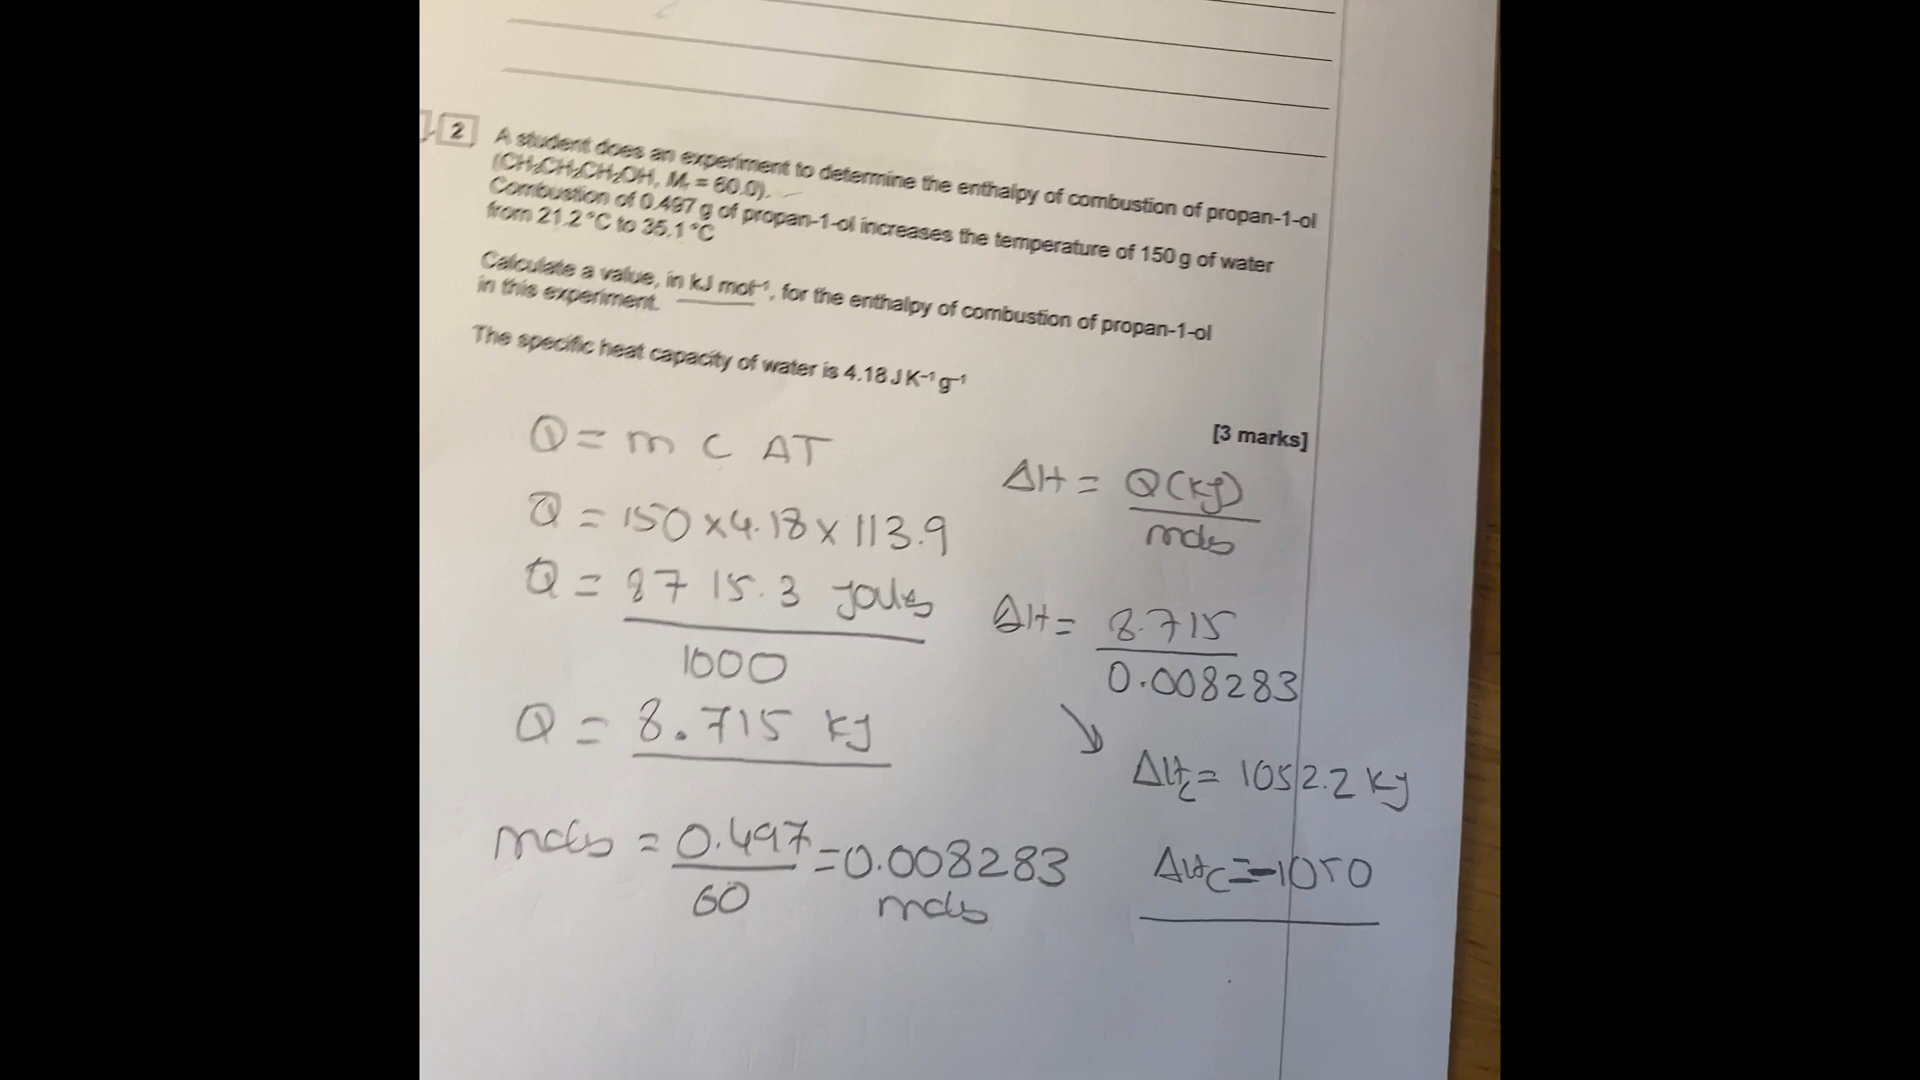 2
A student does an experiment to determine the enthalpy of combustion of propan-1-ol
(CH₃CH₂CH₂OH, Mᵣ = 60.0).
Combustion of 0.497 g of propan-1-ol increases the temperature of 150 g of water
from 21.2 °C to 35.1 °C
Calculate a value, in kJ mol⁻¹, for the enthalpy of combustion of propan-1-ol
in this experiment.
The specific heat capacity of water is 4.18 J K⁻¹ g⁻¹
[3 marks]
Q = m c ΔT
Q = 150 x 4.18 x 113.9
Q = 8715.3 joules
1000
Q = 8.715 kJ
moles = 0.497 = 0.008283
60 moles
ΔH = Q(kJ)
moles
ΔH = 8.715
0.008283
ΔHc = 1052.2 kJ
ΔHc = -1050